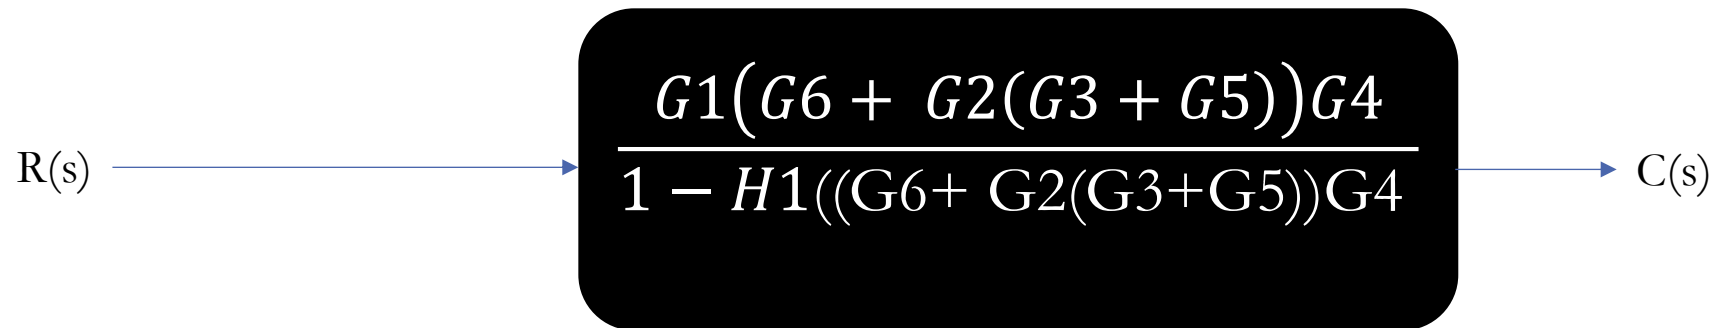 R(s)
G1(G6 + G2(G3 + G5))G4
1 − H1((G6+ G2(G3+G5))G4
C(s)